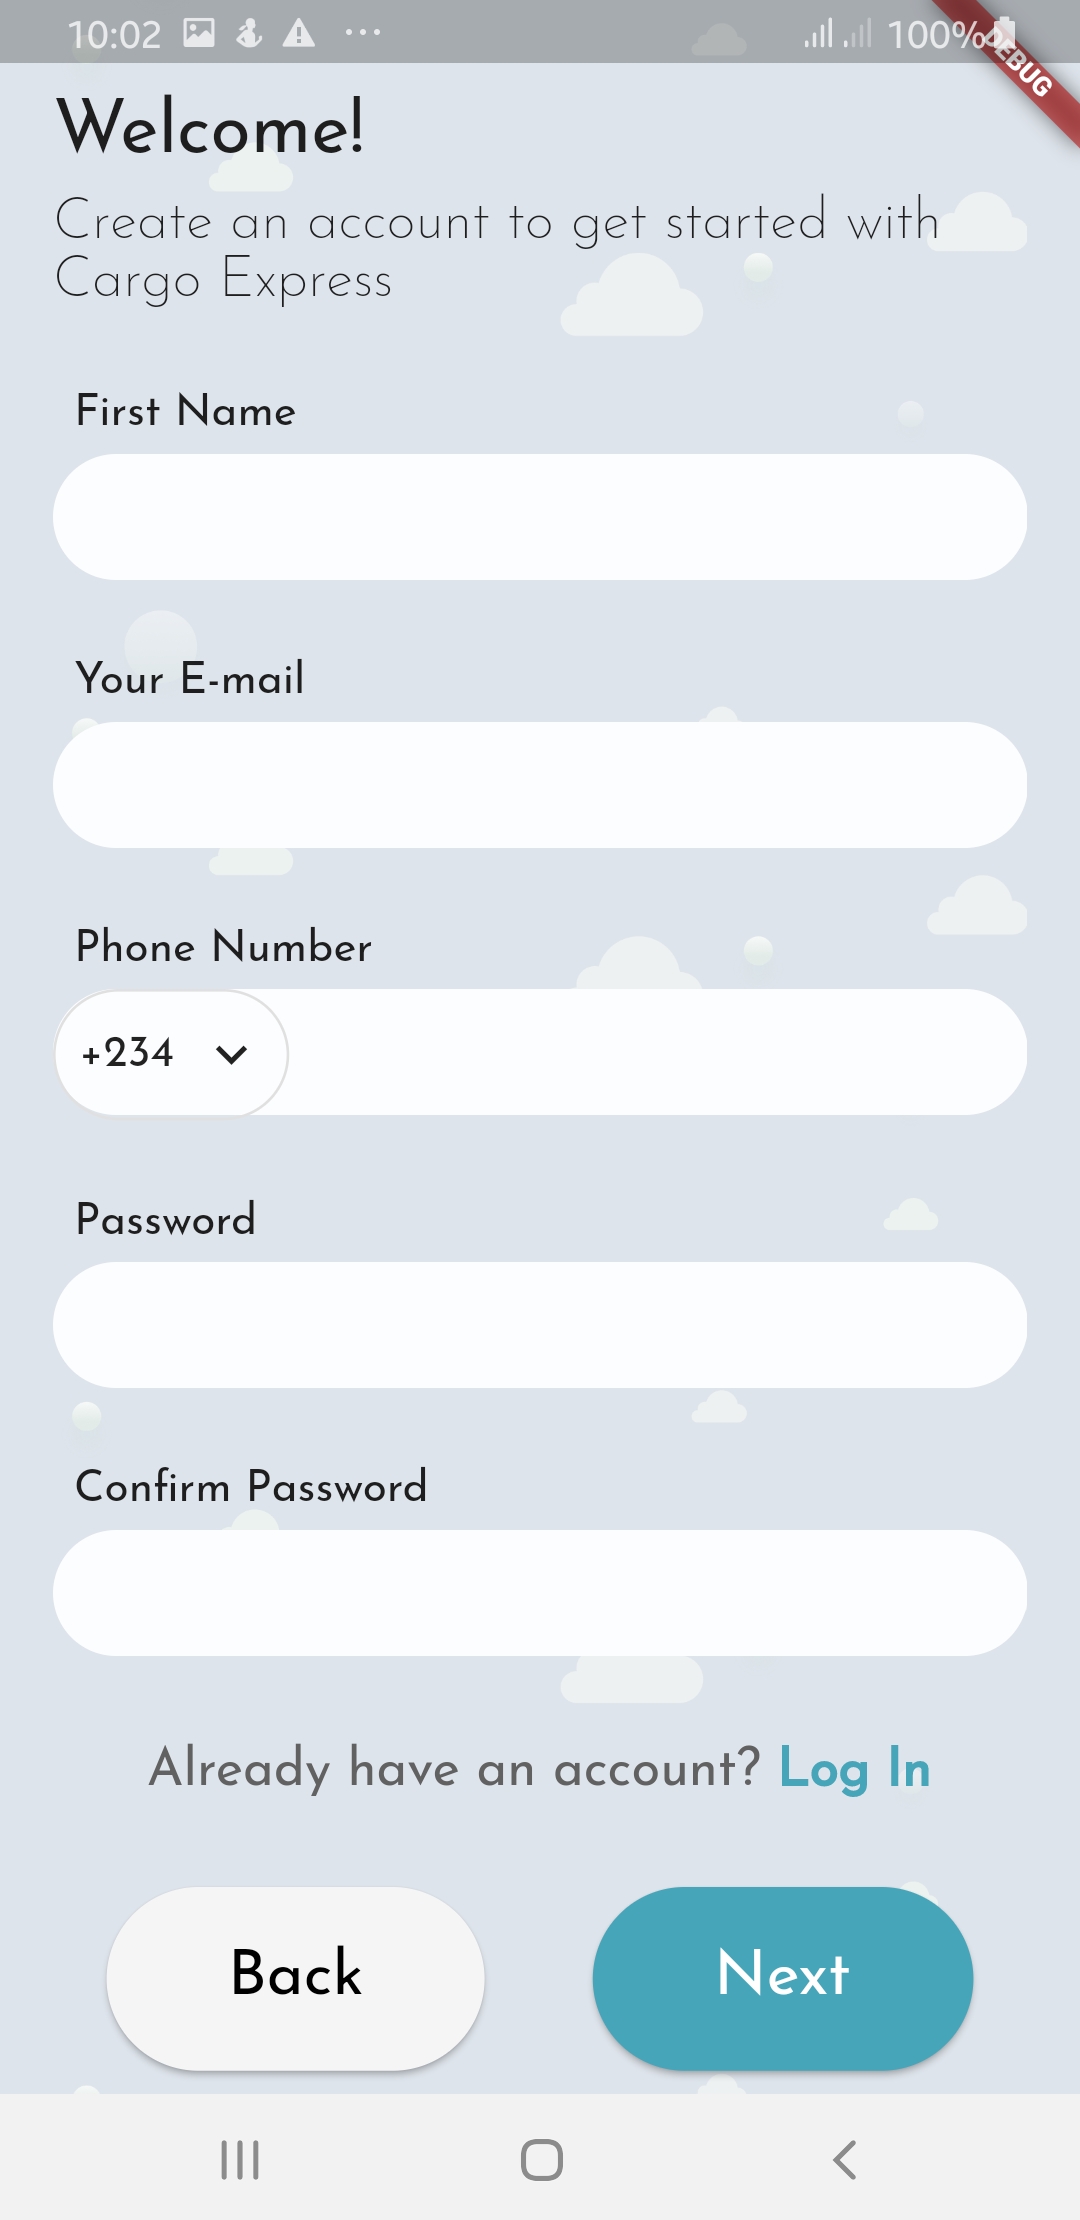 10:02 100%
DEBUG
Welcome!
Create an account to get started with
Cargo Express
First Name
Your E-mail
Phone Number
+234
Password
Confirm Password
Already have an account? Log In
Back Next